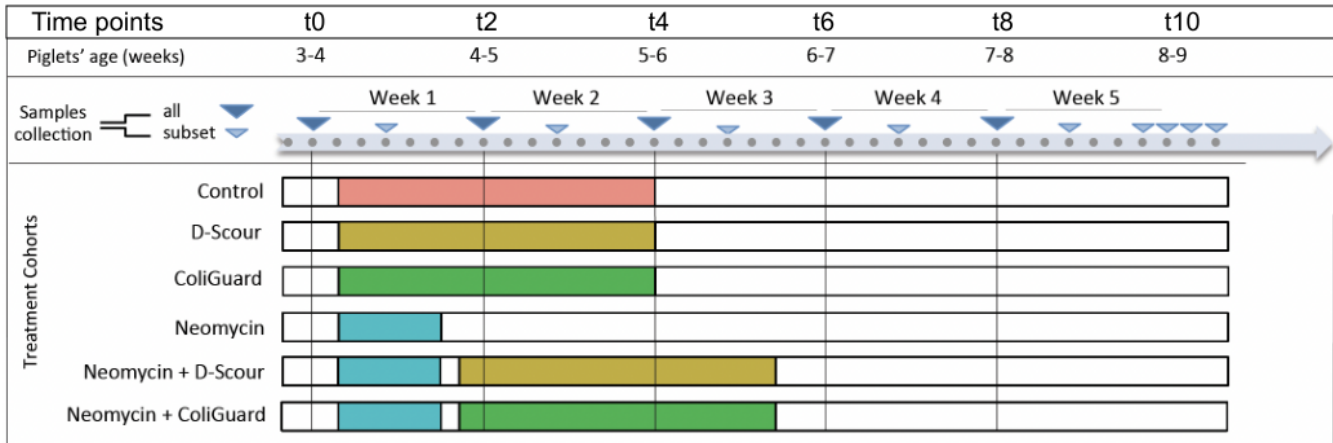 Time points t0 t2 t4 t6 t8 t10
Piglets' age (weeks) 3-4 4-5 5-6 6-7 7-8 8-9
Week 1 Week 2 Week 3 Week 4 Week 5
Samples collection all
subset
Treatment Cohorts
Control
D-Scour
ColiGuard
Neomycin
Neomycin + D-Scour
Neomycin + ColiGuard